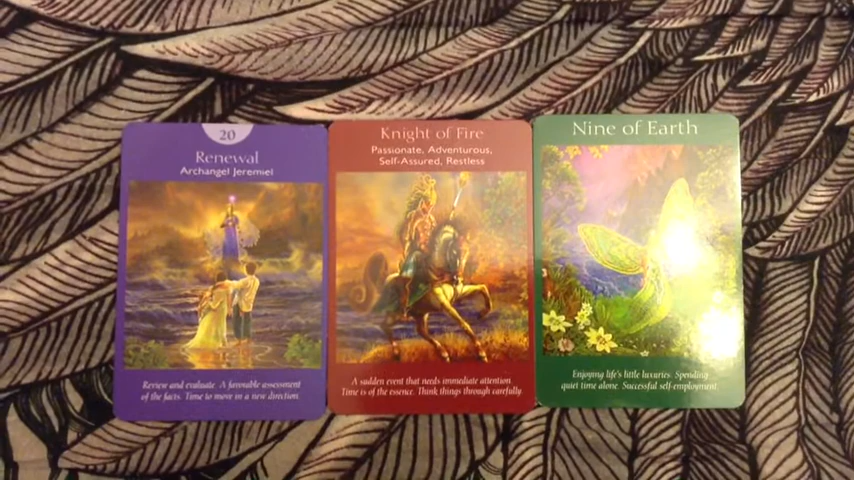 20
Renewal
Archangel Jeremiel
Review and evaluate. A favorable assessment
of the facts. Time to move in a new direction.
Knight of Fire
Passionate, Adventurous,
Self-Assured, Restless
A sudden event that needs immediate attention.
Time is of the essence. Think things through carefully.
Nine of Earth
Enjoying life's little luxuries. Spending
quiet time alone. Successful self-employment.